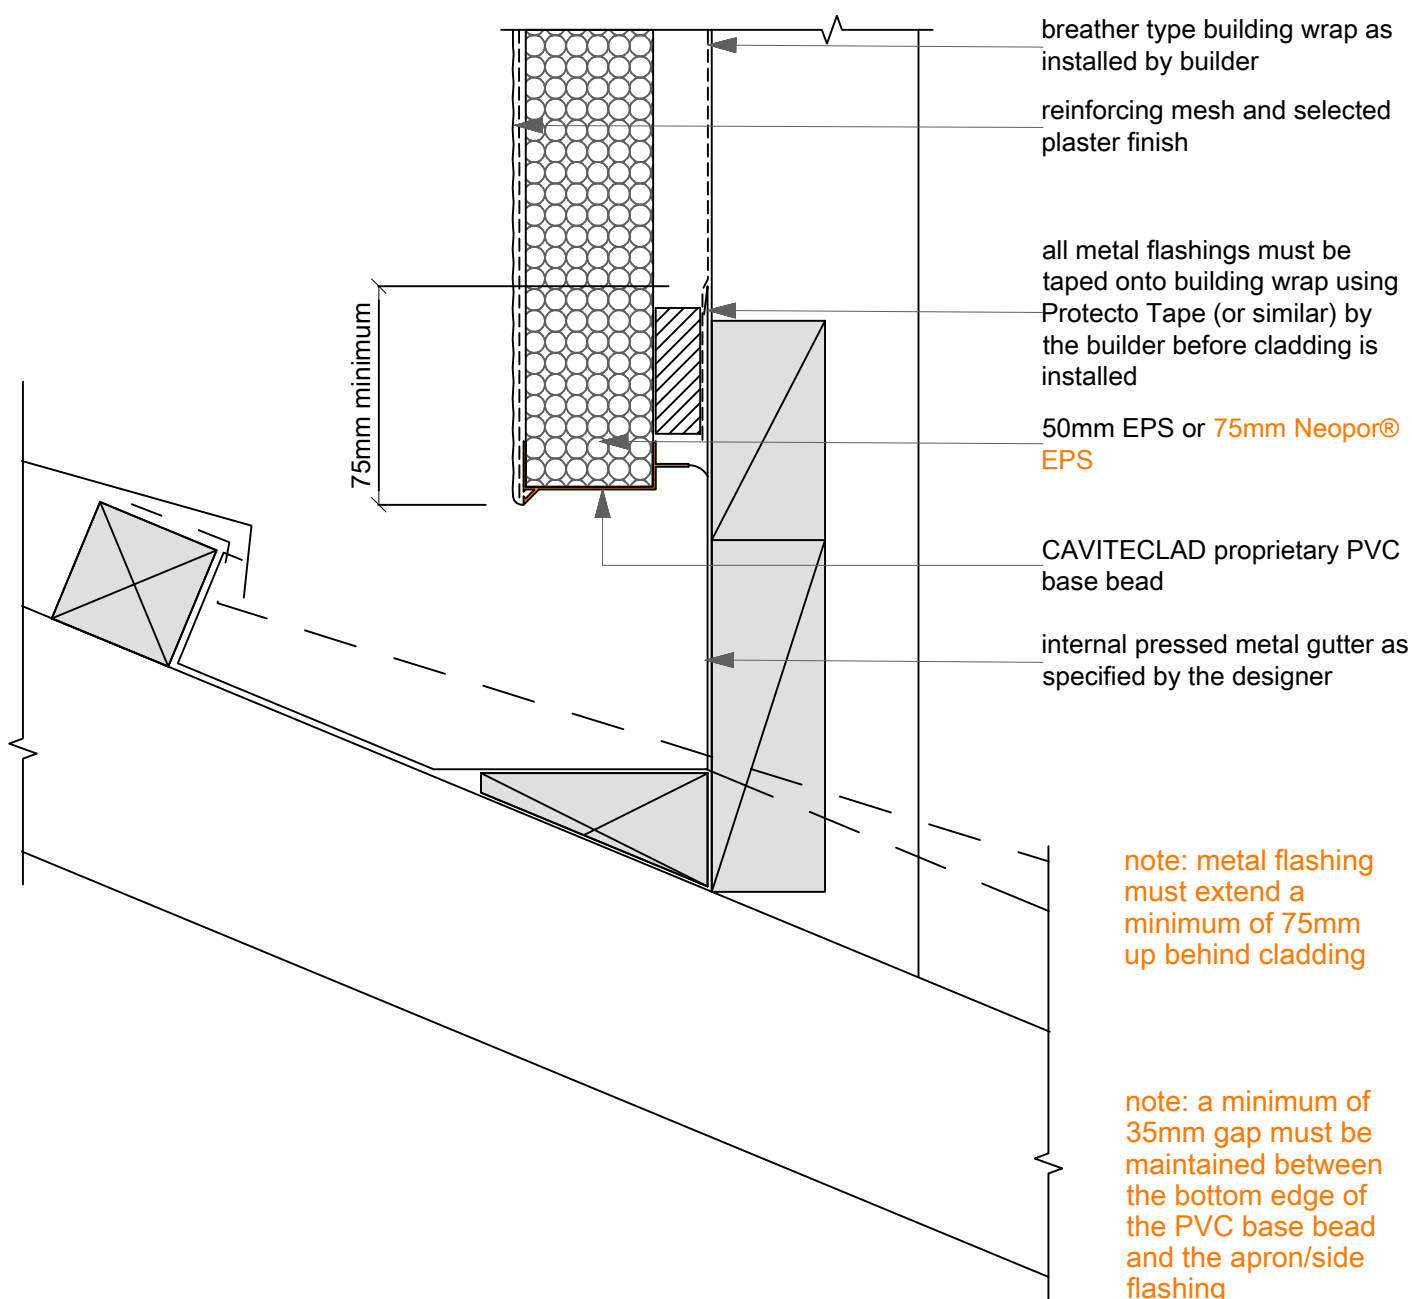 breather type building wrap as
installed by builder
reinforcing mesh and selected
plaster finish
all metal flashings must be
taped onto building wrap using
Protecto Tape (or similar) by
the builder before cladding is
installed
75mm minimum
50mm EPS or 75mm Neopor®
EPS
CAVITECLAD proprietary PVC
base bead
internal pressed metal gutter as
specified by the designer
note: metal flashing
must extend a
minimum of 75mm
up behind cladding
note: a minimum of
35mm gap must be
maintained between
the bottom edge of
the PVC base bead
and the apron/side
flashing